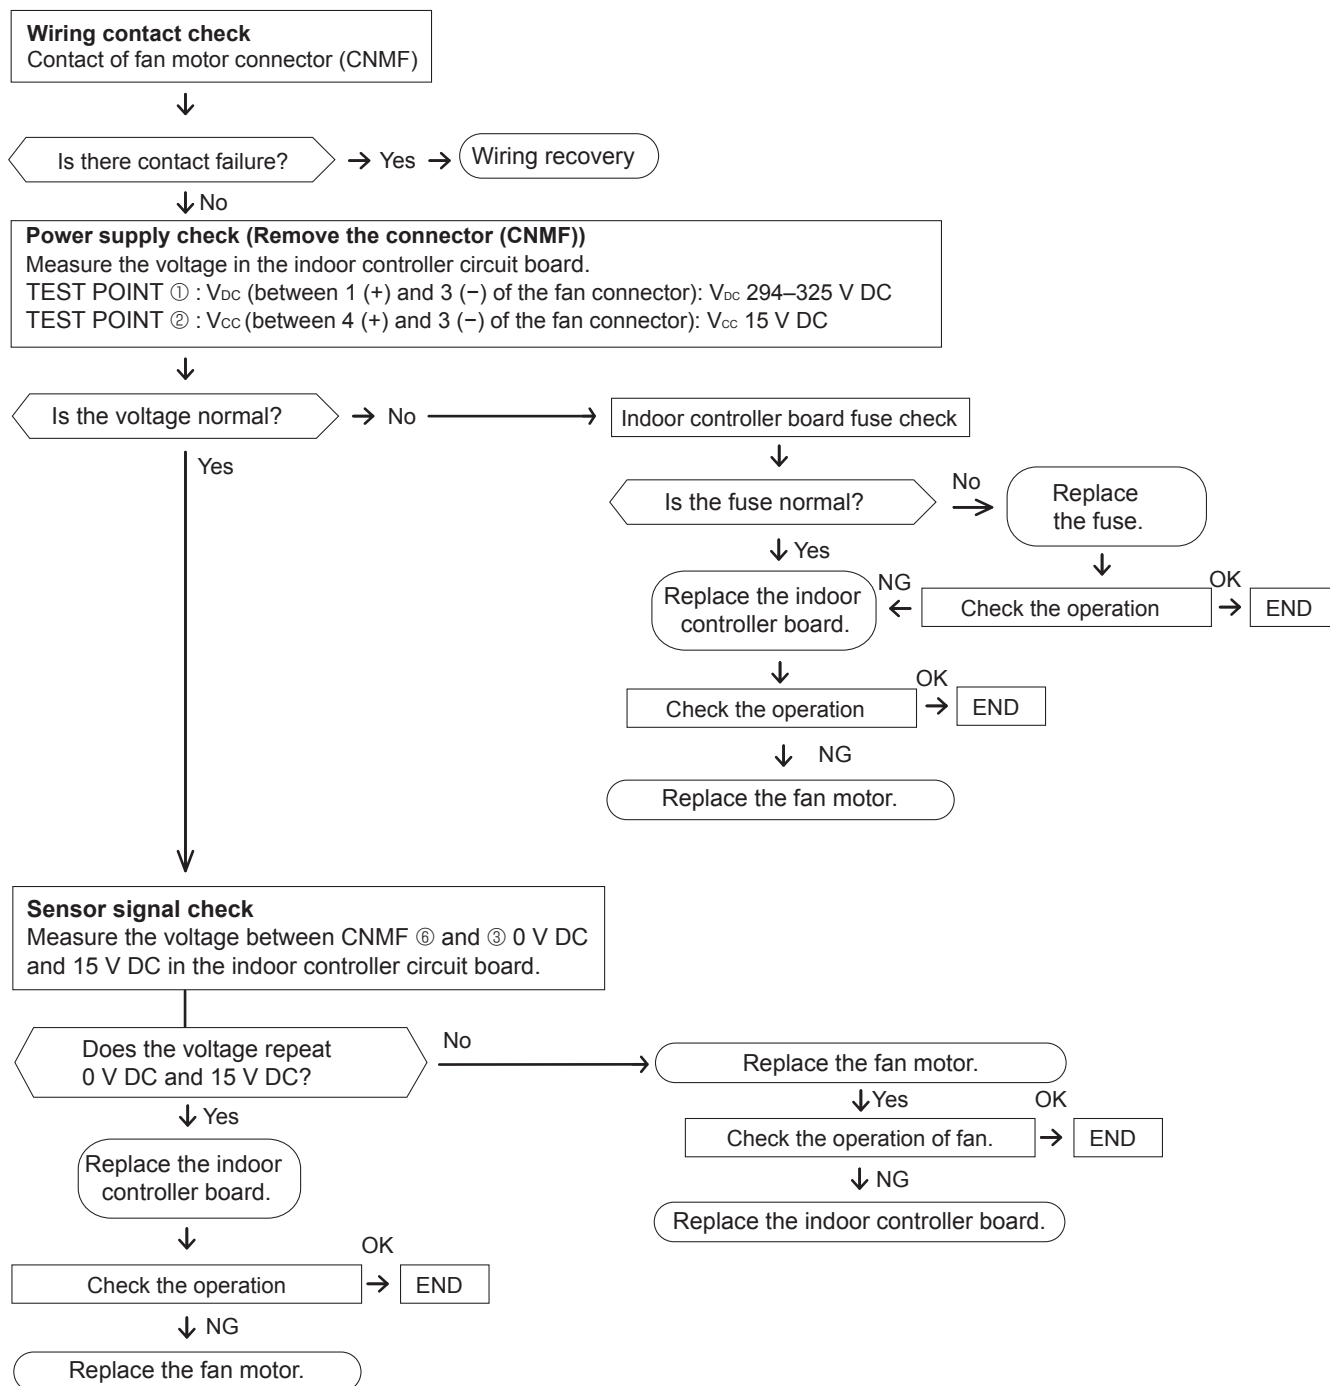 Wiring contact check
Contact of fan motor connector (CNMF)
Is there contact failure?
Yes
Wiring recovery
No
Power supply check (Remove the connector (CNMF))
Measure the voltage in the indoor controller circuit board.
TEST POINT ① : VDC (between 1 (+) and 3 (−) of the fan connector): VDC 294–325 V DC
TEST POINT ② : VCC (between 4 (+) and 3 (−) of the fan connector): VCC 15 V DC
Is the voltage normal?
No
Indoor controller board fuse check
Yes
Is the fuse normal?
No
Replace
the fuse.
Yes
Replace the indoor
controller board.
NG
Check the operation
OK
END
Check the operation
OK
END
NG
Replace the fan motor.
Sensor signal check
Measure the voltage between CNMF ⑥ and ③ 0 V DC
and 15 V DC in the indoor controller circuit board.
Does the voltage repeat
0 V DC and 15 V DC?
No
Replace the fan motor.
Yes
Check the operation of fan.
OK
END
NG
Replace the indoor controller board.
Yes
Replace the indoor
controller board.
Check the operation
OK
END
NG
Replace the fan motor.